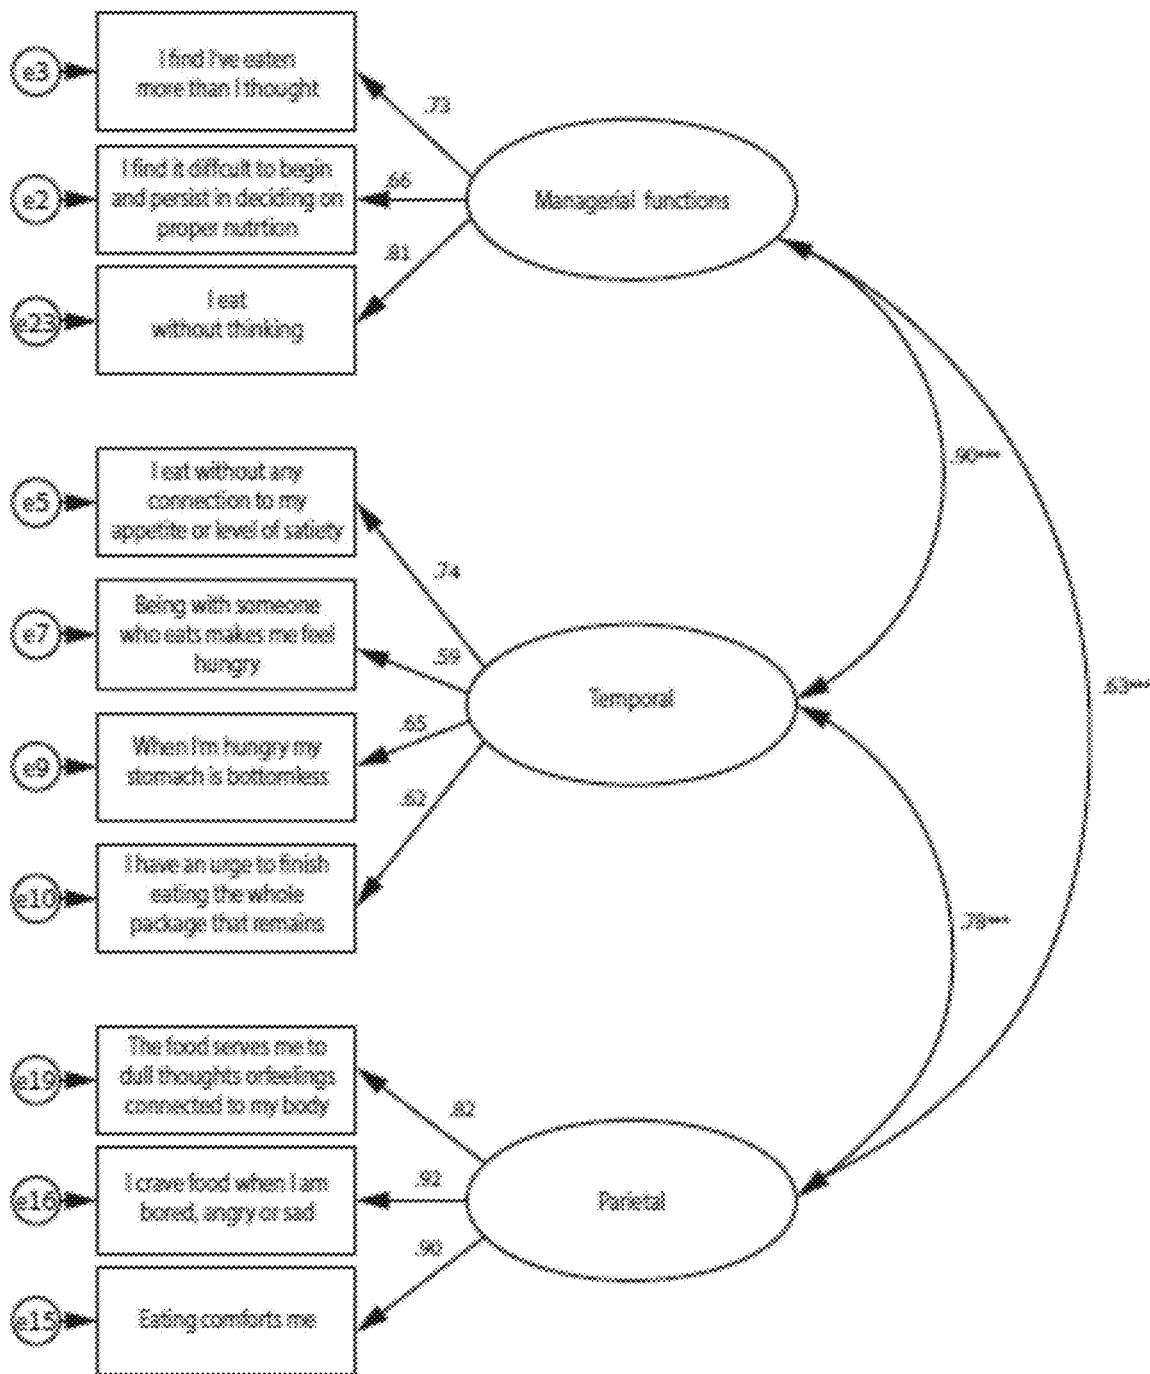 e3
I find I've eaten
more than I thought
.73
e2
I find it diffcult to begin
and persist in deciding on
proper nutrtion
.66
Managerial functions
e23
I eat
without thinking
.81
e5
I eat without any
connection to my
appetite or level of satiety
.74
.90***
e7
Being with someone
who eats makes me feel
hungry
.59
Temporal
.63***
e9
When I'm hungry my
stomach is bottomless
.65
e10
I have an urge to finish
eating the whole
package that remains
.62
.78***
e19
The food serves me to
dull thoughts orfeelings
connected to my body
.82
e16
I crave food when I am
bored, angry or sad
.92
Parietal
e15
Eating comforts me
.90